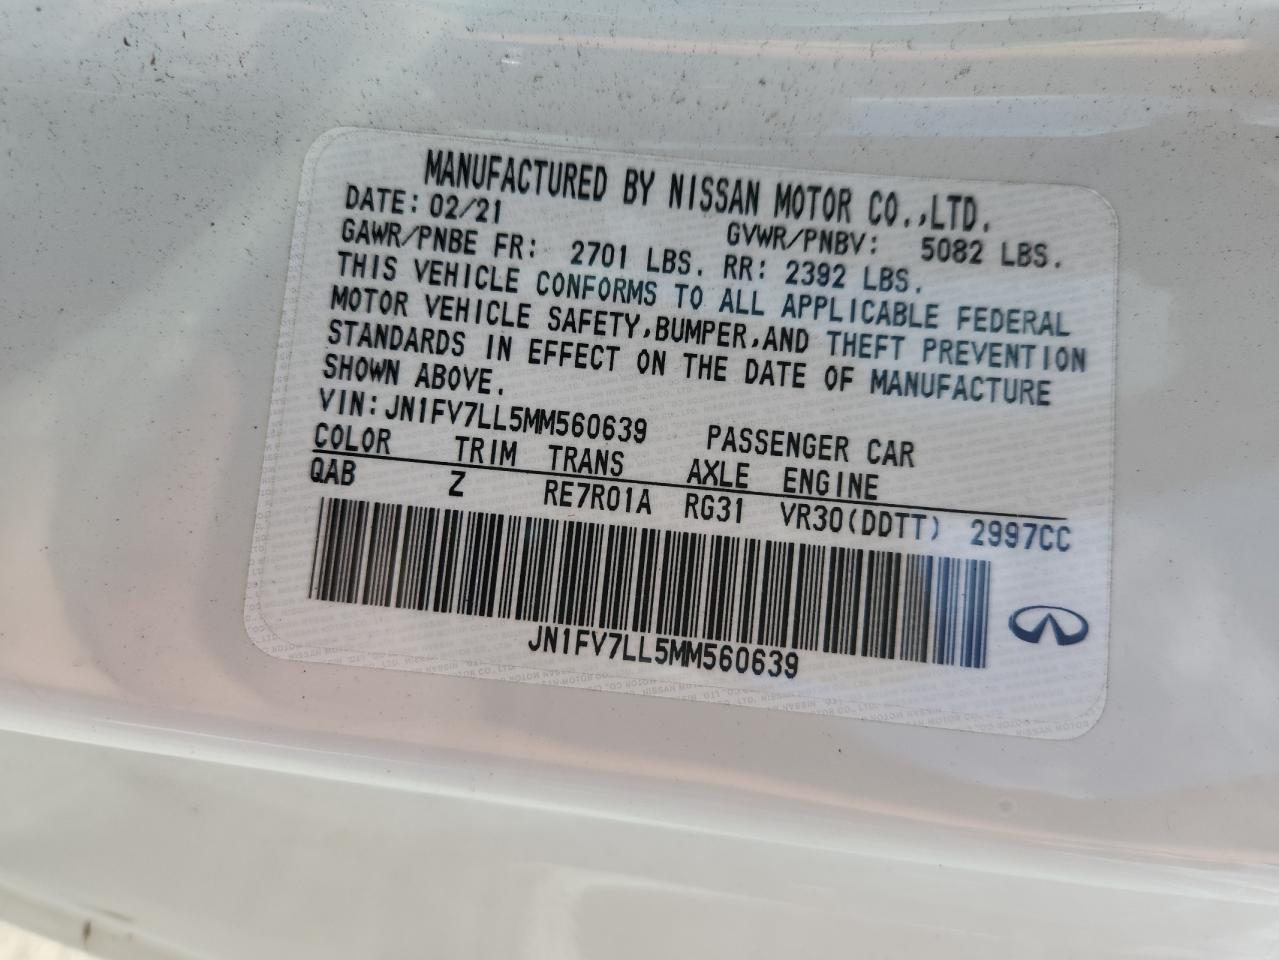 MANUFACTURED BY NISSAN MOTOR CO.,LTD.
DATE: 02/21 GVWR/PNBV: 5082 LBS.
GAWR/PNBE FR: 2701 LBS. RR: 2392 LBS.
THIS VEHICLE CONFORMS TO ALL APPLICABLE FEDERAL
MOTOR VEHICLE SAFETY,BUMPER,AND THEFT PREVENTION
STANDARDS IN EFFECT ON THE DATE OF MANUFACTURE
SHOWN ABOVE.
VIN:JN1FV7LL5MM560639 PASSENGER CAR
COLOR TRIM TRANS AXLE ENGINE
QAB Z RE7R01A RG31 VR30(DDTT) 2997CC
JN1FV7LL5MM560639